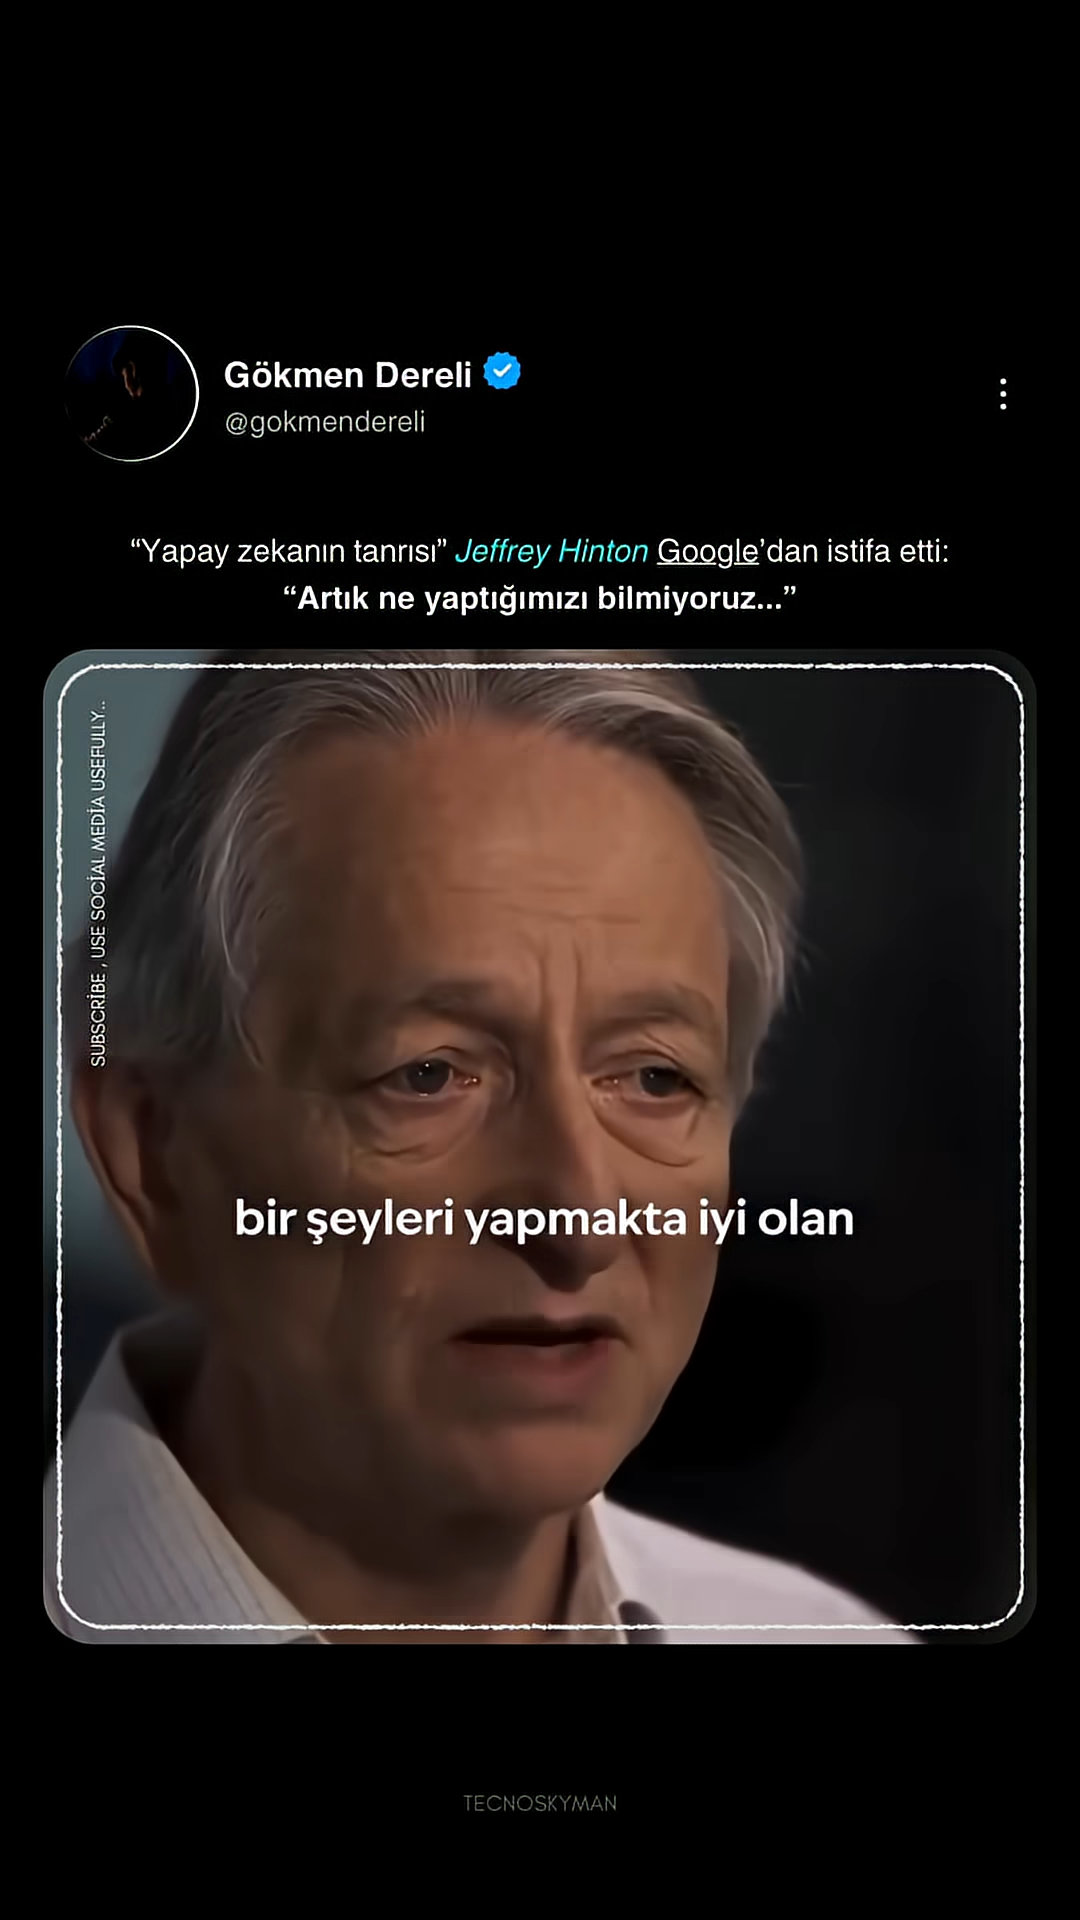 Gökmen Dereli
@gokmendereli
“Yapay zekanın tanrısı” Jeffrey Hinton Google’dan istifa etti:
“Artık ne yaptığımızı bilmiyoruz...”
SUBSCRİBE , USE SOCİAL MEDİA USEFULLY..
bir şeyleri yapmakta iyi olan
TECNOSKYMAN